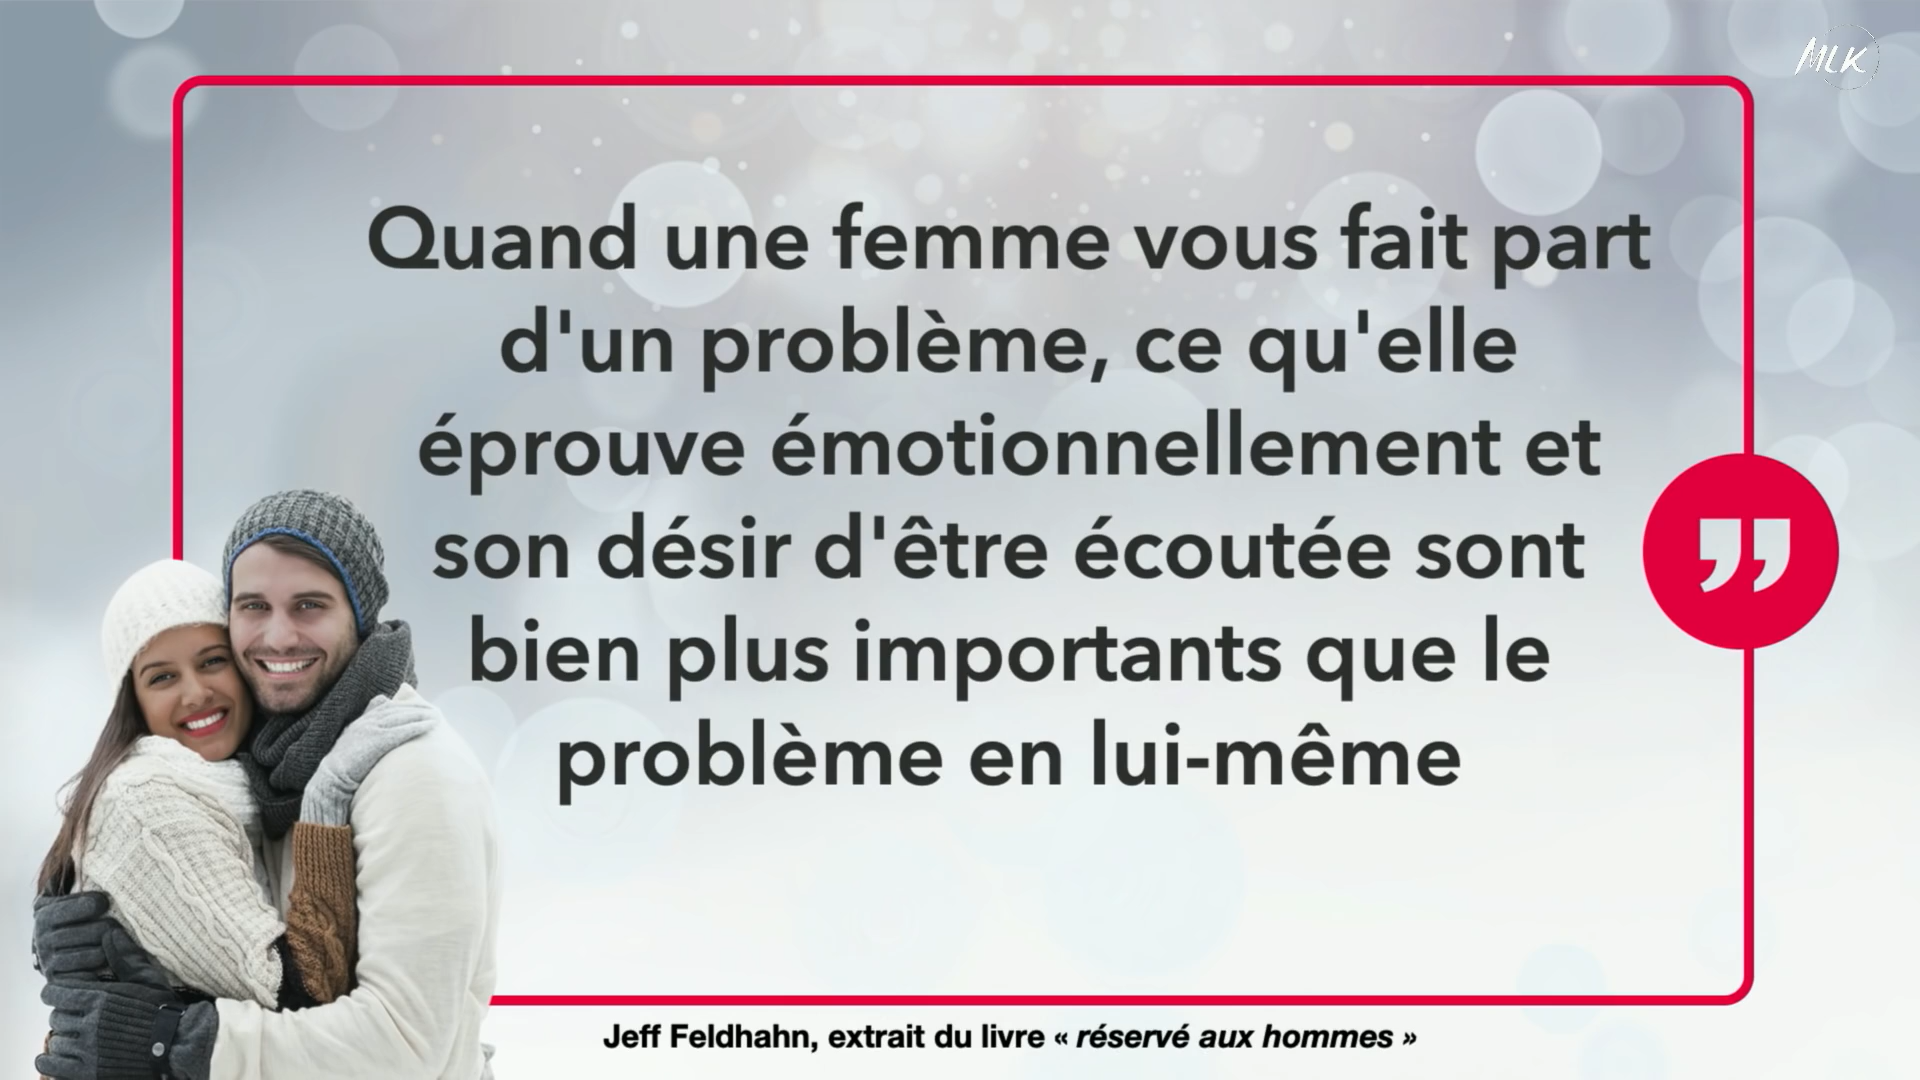 MLK
Quand une femme vous fait part
d'un problème, ce qu'elle
éprouve émotionnellement et
son désir d'être écoutée sont
bien plus importants que le
problème en lui-même
”
Jeff Feldhahn, extrait du livre « réservé aux hommes »